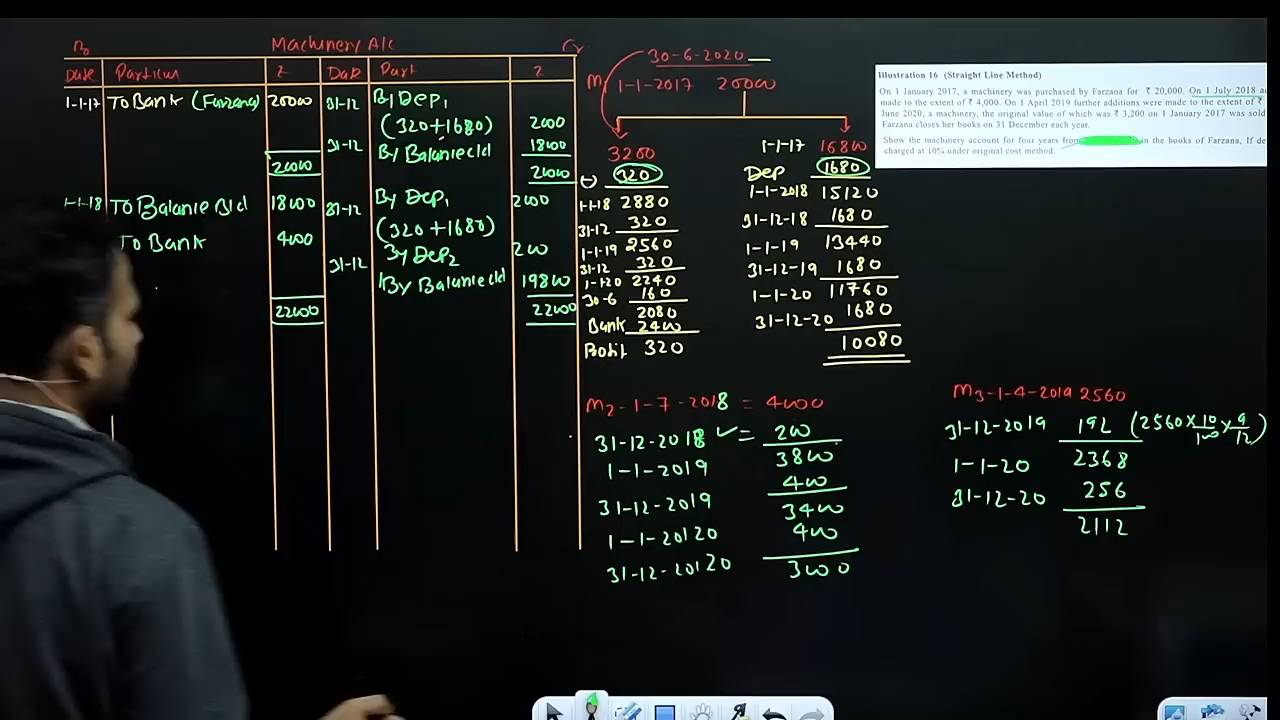 Dr Machinery A/c Cr
Date Particun ₹ Date Part ₹
1-1-17 To Bank (Farzana) 20000 31-12 By Dep1
(320+1680) 2000
31-12 By Balance c/d 18000
20000 20000
1-1-18 To Balance B/d 18000 31-12 By Dep1 2000
To Bank 4000 (320+1680)
By Dep2 200
31-12 By Balance c/d 19800
22000 22000
30-6-2020
1-1-2017 20000
3200
(-) 320
1-1-18 2880
31-12 320
1-1-19 2560
31-12 320
1-1-20 2240
30-6 160
2080
Bank 2400
Profit 320
1-1-17 16800
Dep 1680
1-1-2018 15120
31-12-18 1680
1-1-19 13440
31-12-19 1680
1-1-20 11760
31-12-20 1680
10080
M2-1-7-2018 = 4000
31-12-2018 ✓= 200
1-1-2019 3800
400
31-12-2019 3400
1-1-20120 400
31-12-20120 3000
M3-1-4-2019 2560
31-12-2019 192 (2560×10/100×9/12)
1-1-20 2368
31-12-20 256
2112
Illustration 16 (Straight Line Method)
On 1 January 2017, a machinery was purchased by Farzana for ₹ 20,000. On 1 July 2018
made to the extent of ₹ 4,000. On 1 April 2019 further additions were made to the extent of ₹
June 2020, a machinery, the original value of which was ₹ 3,200 on 1 January 2017 was sold
Farzana closes her books on 31 December each year.
Show the machinery account for four years from in the books of Farzana, If de
charged at 10% under original cost method.